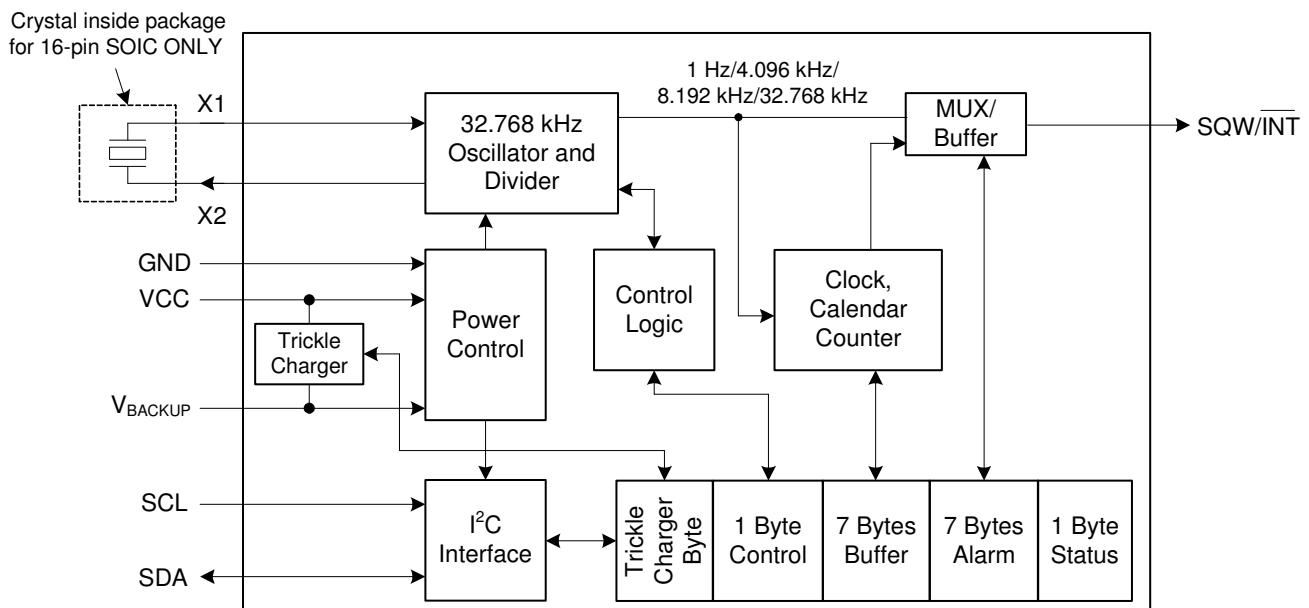 Crystal inside package
for 16-pin SOIC ONLY
X1
X2
32.768 kHz
Oscillator and
Divider
1 Hz/4.096 kHz/
8.192 kHz/32.768 kHz
MUX/
Buffer
SQW/I̅N̅T̅
GND
VCC
Trickle
Charger
VBACKUP
Power
Control
Control
Logic
Clock,
Calendar
Counter
SCL
SDA
I²C
Interface
Trickle
Charger
Byte
1 Byte
Control
7 Bytes
Buffer
7 Bytes
Alarm
1 Byte
Status